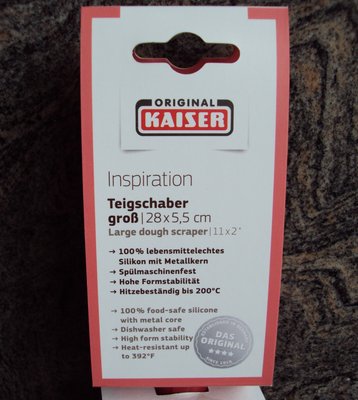 ORIGINAL
KAISER
Inspiration
Teigschaber
groß | 28 x 5,5 cm
Large dough scraper | 11 x 2"
→ 100% lebensmittelechtes
Silikon mit Metallkern
→ Spülmaschinenfest
→ Hohe Formstabilität
→ Hitzebeständig bis 200°C
→ 100% food-safe silicone
with metal core
→ Dishwasher safe
→ High form stability
→ Heat-resistant up
to 392°F
DAS
ORIGINAL
SINCE 1919